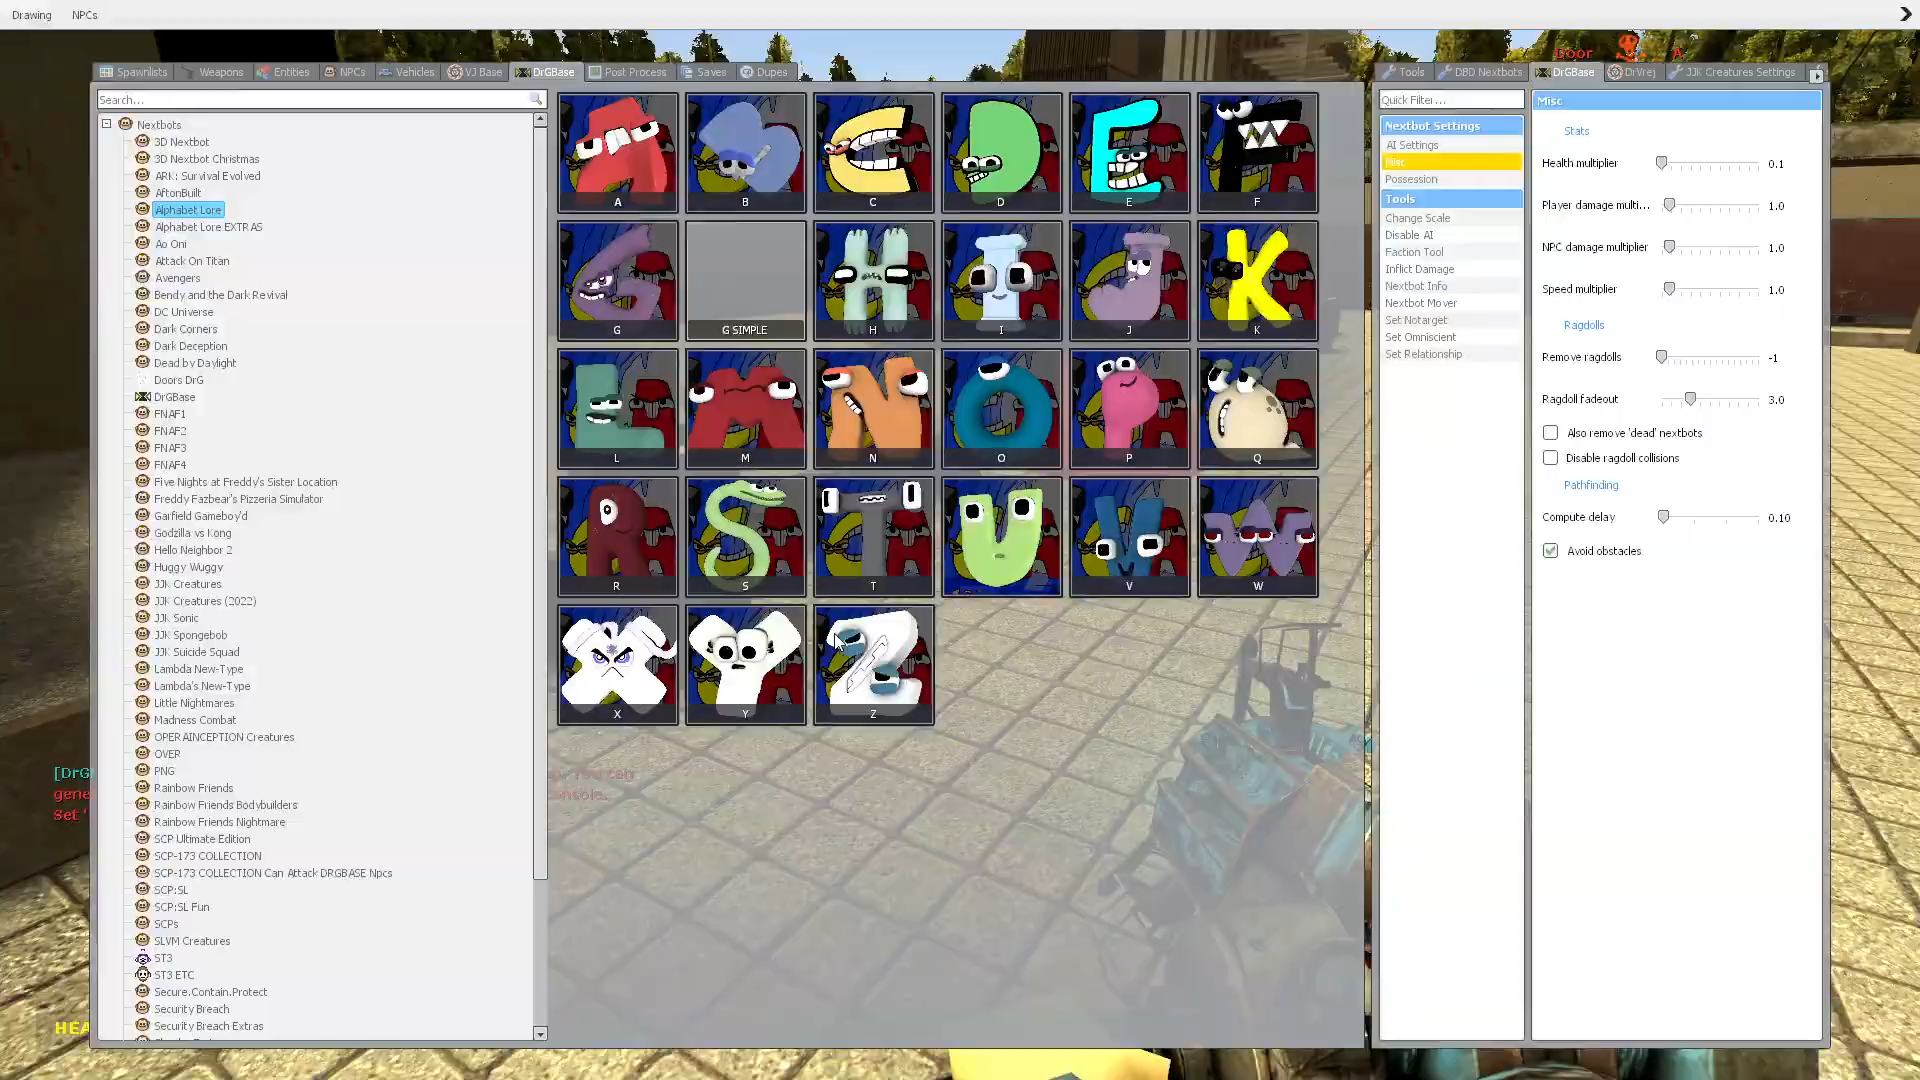 Drawing NPCs
Door A
Spawnlists Weapons Entities NPCs Vehicles VJ Base DrGBase Post Process Saves Dupes
Search...
Nextbots
3D Nextbot
3D Nextbot Christmas
ARK: Survival Evolved
AftonBuilt
Alphabet Lore
Alphabet Lore EXTRAS
Ao Oni
Attack On Titan
Avengers
Bendy and the Dark Revival
DC Universe
Dark Corners
Dark Deception
Dead by Daylight
Doors DrG
DrGBase
FNAF1
FNAF2
FNAF3
FNAF4
Five Nights at Freddy's Sister Location
Freddy Fazbear's Pizzeria Simulator
Garfield Gameboy'd
Godzilla vs Kong
Hello Neighbor 2
Huggy Wuggy
JJK Creatures
JJK Creatures (2022)
JJK Sonic
JJK Spongebob
JJK Suicide Squad
Lambda New-Type
Lambda's New-Type
Little Nightmares
Madness Combat
OPERAINCEPTION Creatures
OVER
PNG
Rainbow Friends
Rainbow Friends Bodybuilders
Rainbow Friends Nightmare
SCP Ultimate Edition
SCP-173 COLLECTION
SCP-173 COLLECTION Can Attack DRGBASE Npcs
SCP:SL
SCP:SL Fun
SCPs
SLVM Creatures
ST3
ST3 ETC
Secure.Contain.Protect
Security Breach
Security Breach Extras
A B C D E F
G G SIMPLE H I J K
L M N O P Q
R S T V W
X Y Z
[DrG
gene
Set '
You can
onsole.
HEA
Tools DBD Nextbots DrGBase DrVrej JJK Creatures Settings
Quick Filter...
Nextbot Settings
AI Settings
Misc
Possession
Tools
Change Scale
Disable AI
Faction Tool
Inflict Damage
Nextbot Info
Nextbot Mover
Set Notarget
Set Omniscient
Set Relationship
Misc
Stats
Health multiplier 0.1
Player damage multi... 1.0
NPC damage multiplier 1.0
Speed multiplier 1.0
Ragdolls
Remove ragdolls -1
Ragdoll fadeout 3.0
Also remove 'dead' nextbots
Disable ragdoll collisions
Pathfinding
Compute delay 0.10
Avoid obstacles